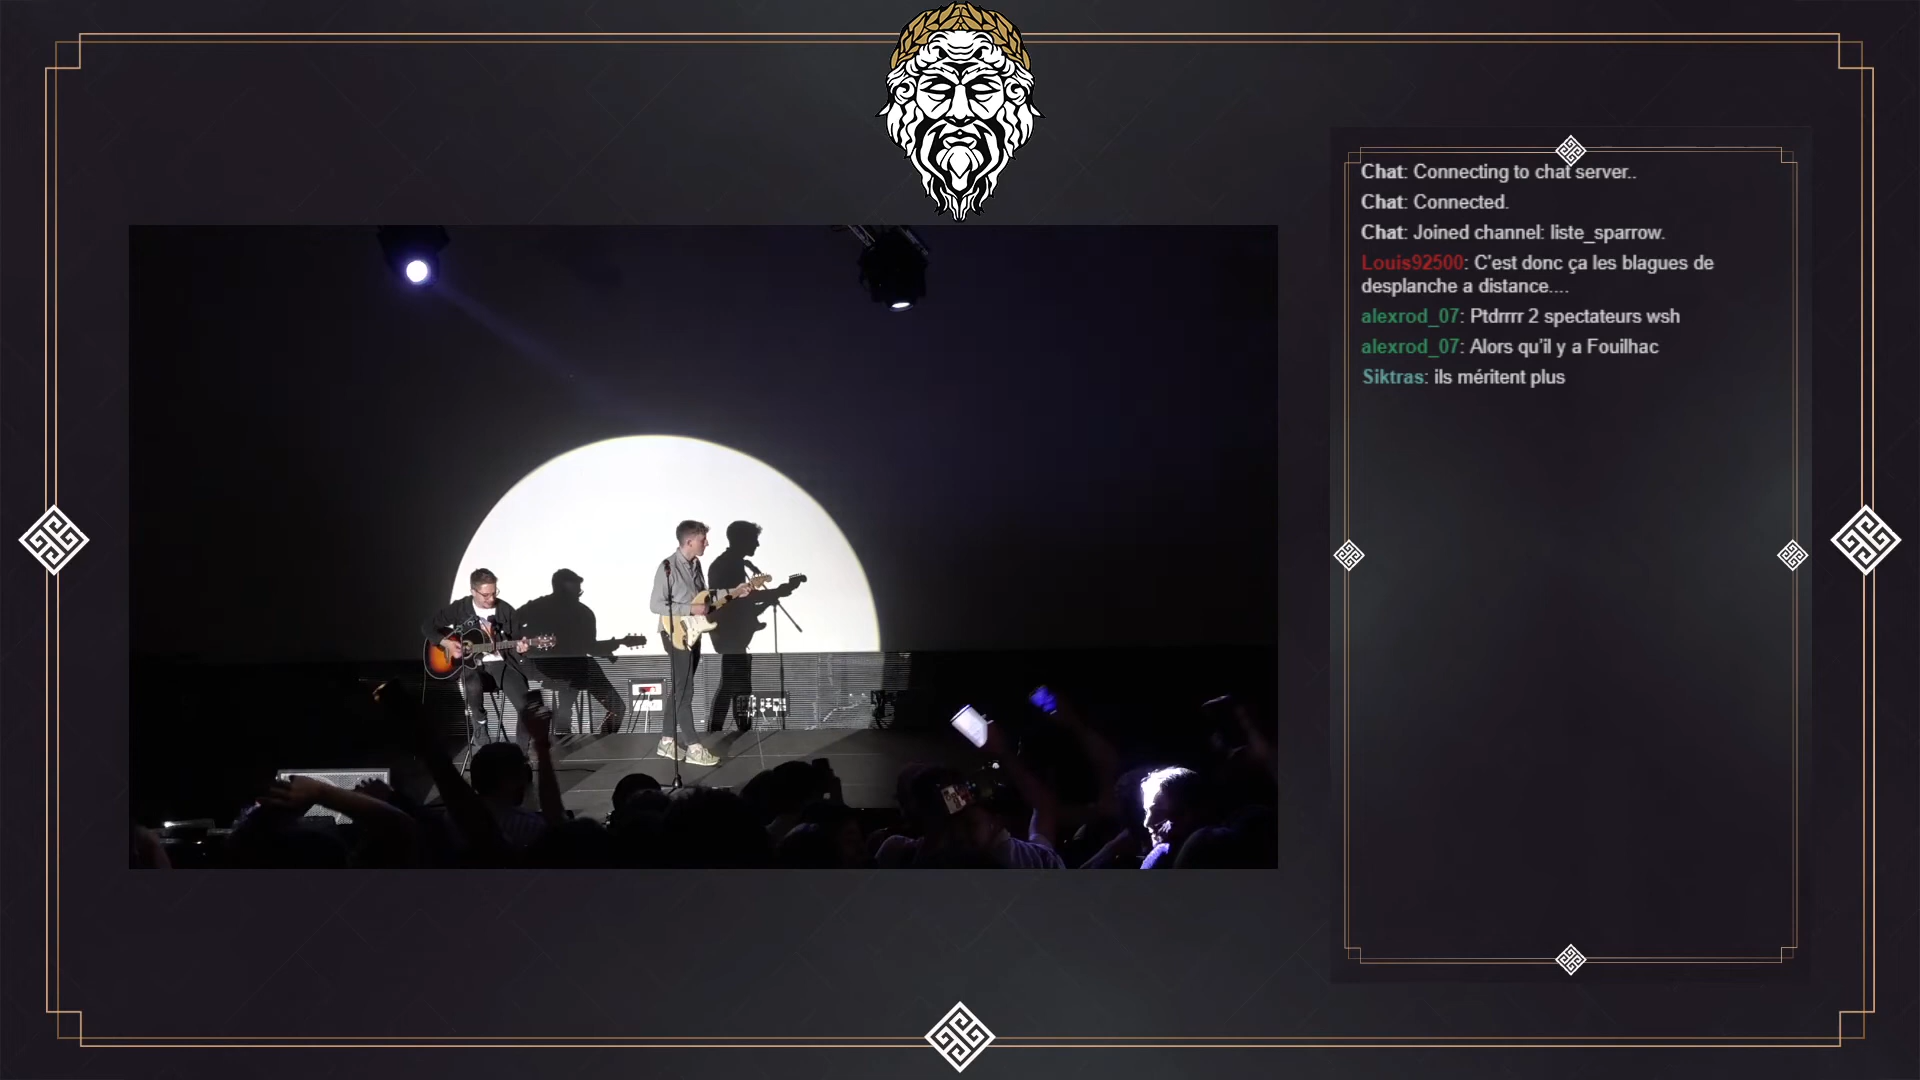 Chat: Connecting to chat server..
Chat: Connected.
Chat: Joined channel: liste_sparrow.
Louis92500: C'est donc ça les blagues de
desplanche a distance....
alexrod_07: Ptdrrrr 2 spectateurs wsh
alexrod_07: Alors qu'il y a Fouilhac
Siktras: ils méritent plus